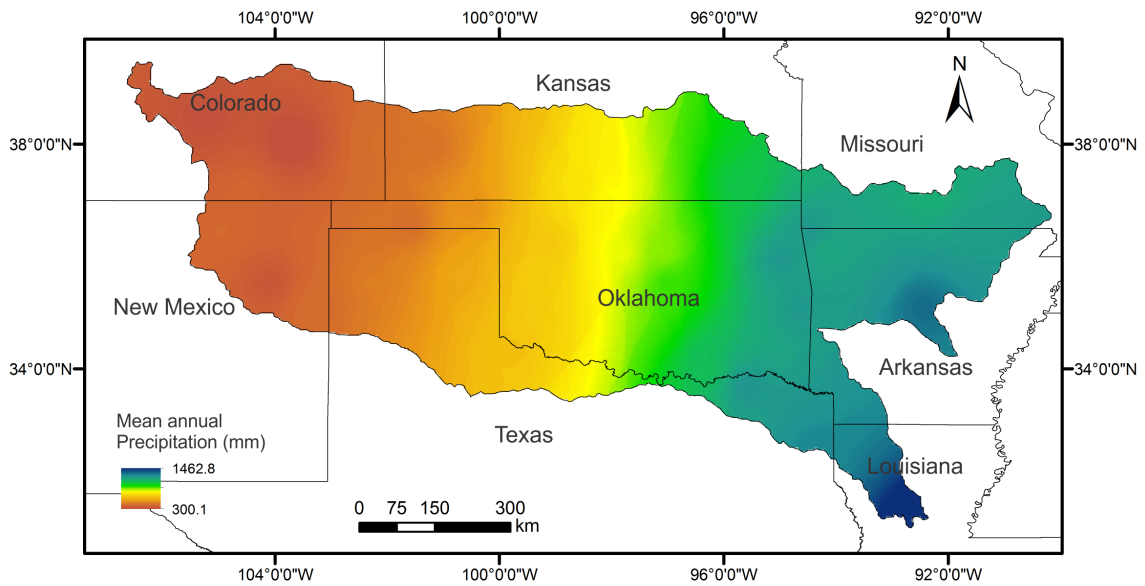 104°0'0"W 100°0'0"W 96°0'0"W 92°0'0"W
N
Kansas
Colorado
Missouri
38°0'0"N 38°0'0"N
New Mexico
Oklahoma
Arkansas
34°0'0"N 34°0'0"N
Mean annual
Precipitation (mm)
Texas
Louisiana
1462.8
300.1
0 75 150 300
km
104°0'0"W 100°0'0"W 96°0'0"W 92°0'0"W